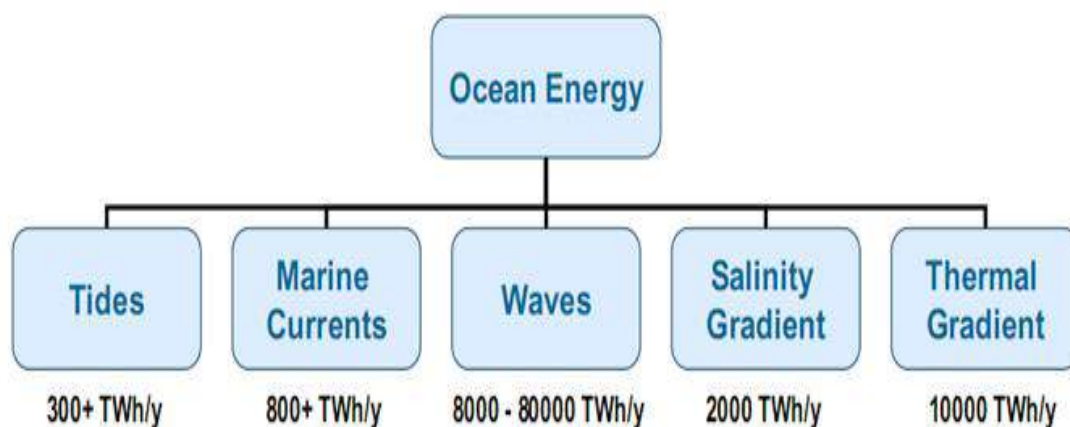 Ocean Energy
Tides
Marine
Currents
Waves
Salinity
Gradient
Thermal
Gradient
300+ TWh/y
800+ TWh/y
8000 - 80000 TWh/y
2000 TWh/y
10000 TWh/y